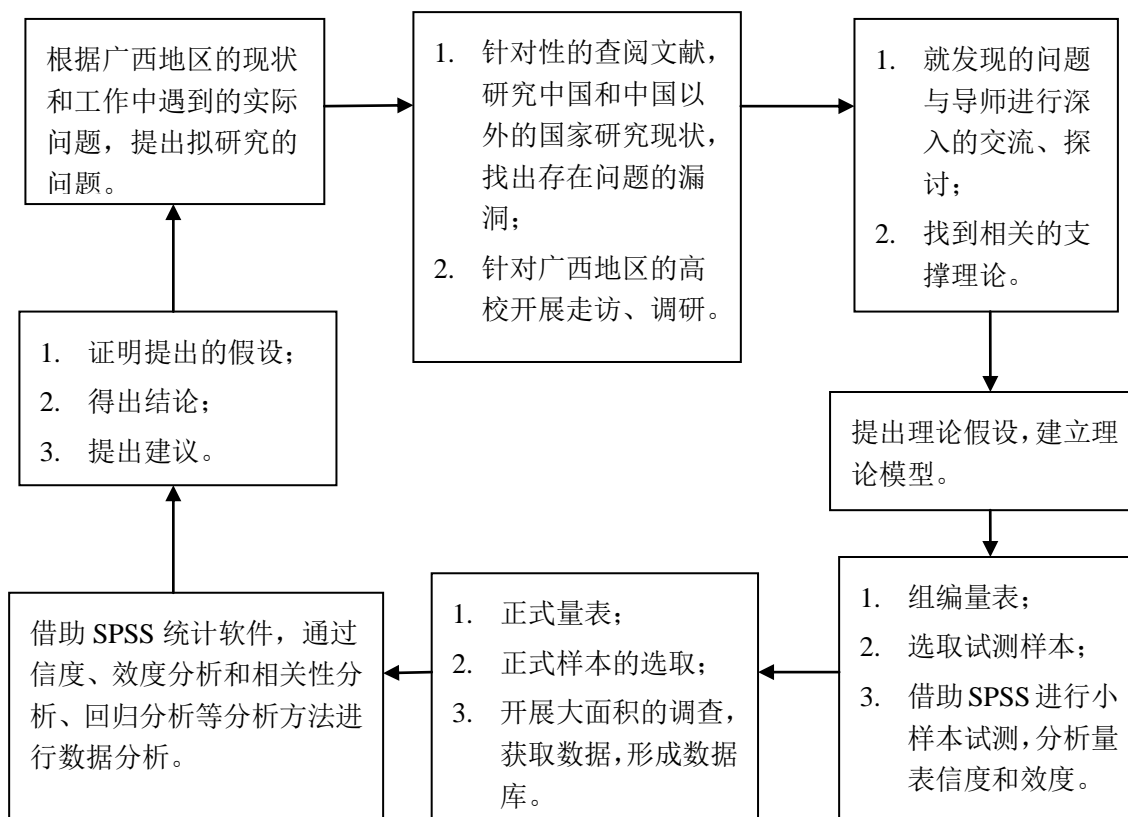 根据广西地区的现状
和工作中遇到的实际
问题，提出拟研究的
问题。
1. 针对性的查阅文献，
研究中国和中国以
外的国家研究现状，
找出存在问题的漏
洞；
2. 针对广西地区的高
校开展走访、调研。
1. 就发现的问题
与导师进行深
入的交流、探
讨；
2. 找到相关的支
撑理论。
提出理论假设，建立理
论模型。
1. 组编量表；
2. 选取试测样本；
3. 借助 SPSS 进行小
样本试测，分析量
表信度和效度。
1. 正式量表；
2. 正式样本的选取；
3. 开展大面积的调查，
获取数据，形成数据
库。
借助 SPSS 统计软件，通过
信度、效度分析和相关性分
析、回归分析等分析方法进
行数据分析。
1. 证明提出的假设；
2. 得出结论；
3. 提出建议。